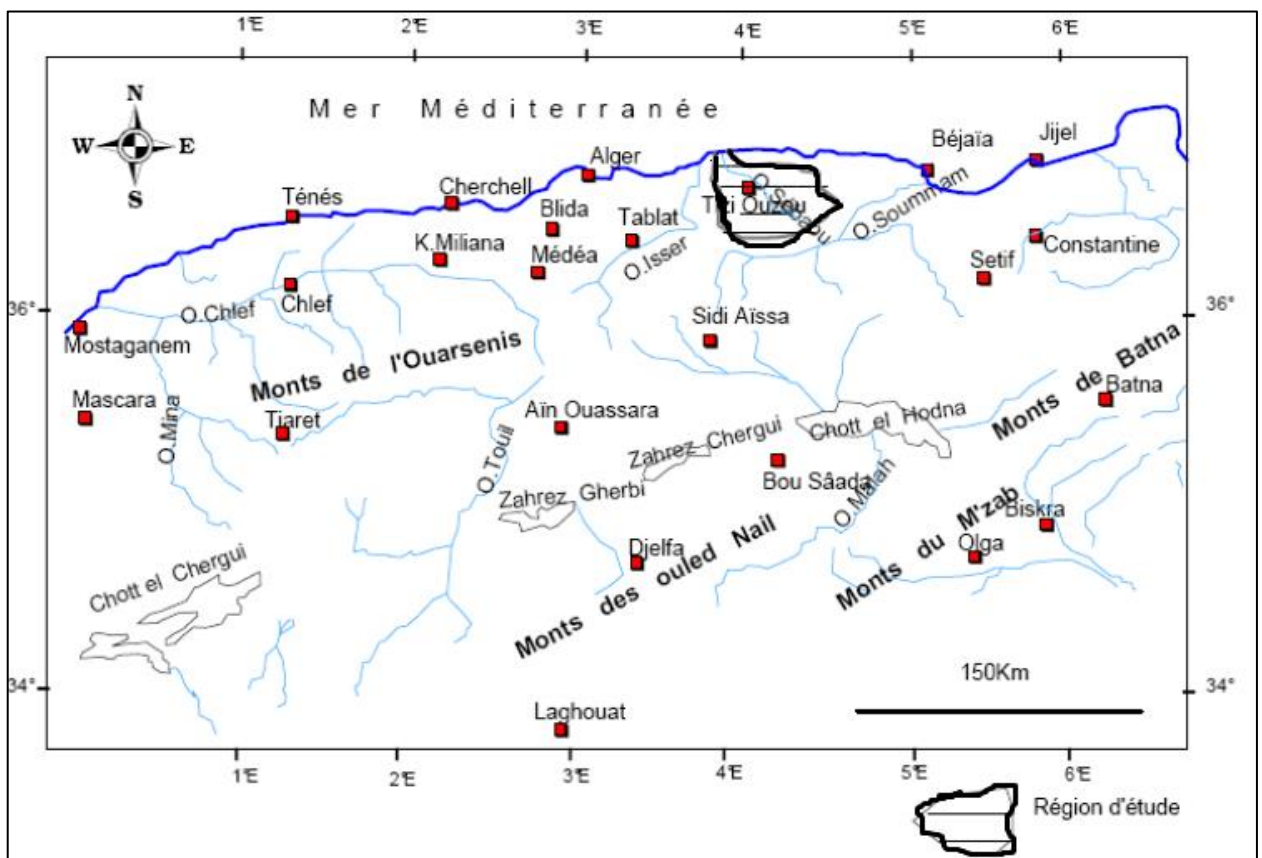 1°E 2°E 3°E 4°E 5°E 6°E
N
W E
S
Mer Méditerranée
Ténés
Cherchell
Alger
Béjaïa
Jijel
Blida
Tablat
Tizi Ouzou
O.Sebaou
O.Soummam
K.Miliana
Médéa
O.Isser
Setif
Constantine
36°
36°
O.Chlef
Chlef
Sidi Aïssa
Mostaganem
Monts de l'Ouarsenis
Monts de Batna
Mascara
O.Mina
Tiaret
Aïn Ouassara
Batna
O.Touil
Zahrez Chergui
Chott el Hodna
Zahrez Gherbi
Bou Sâada
O.Malah
Monts du M'zab
Biskra
Olga
Chott el Chergui
Djelfa
Monts des ouled Nail
34°
34°
150Km
Laghouat
1°E 2°E 3°E 4°E 5°E 6°E
Région d'étude